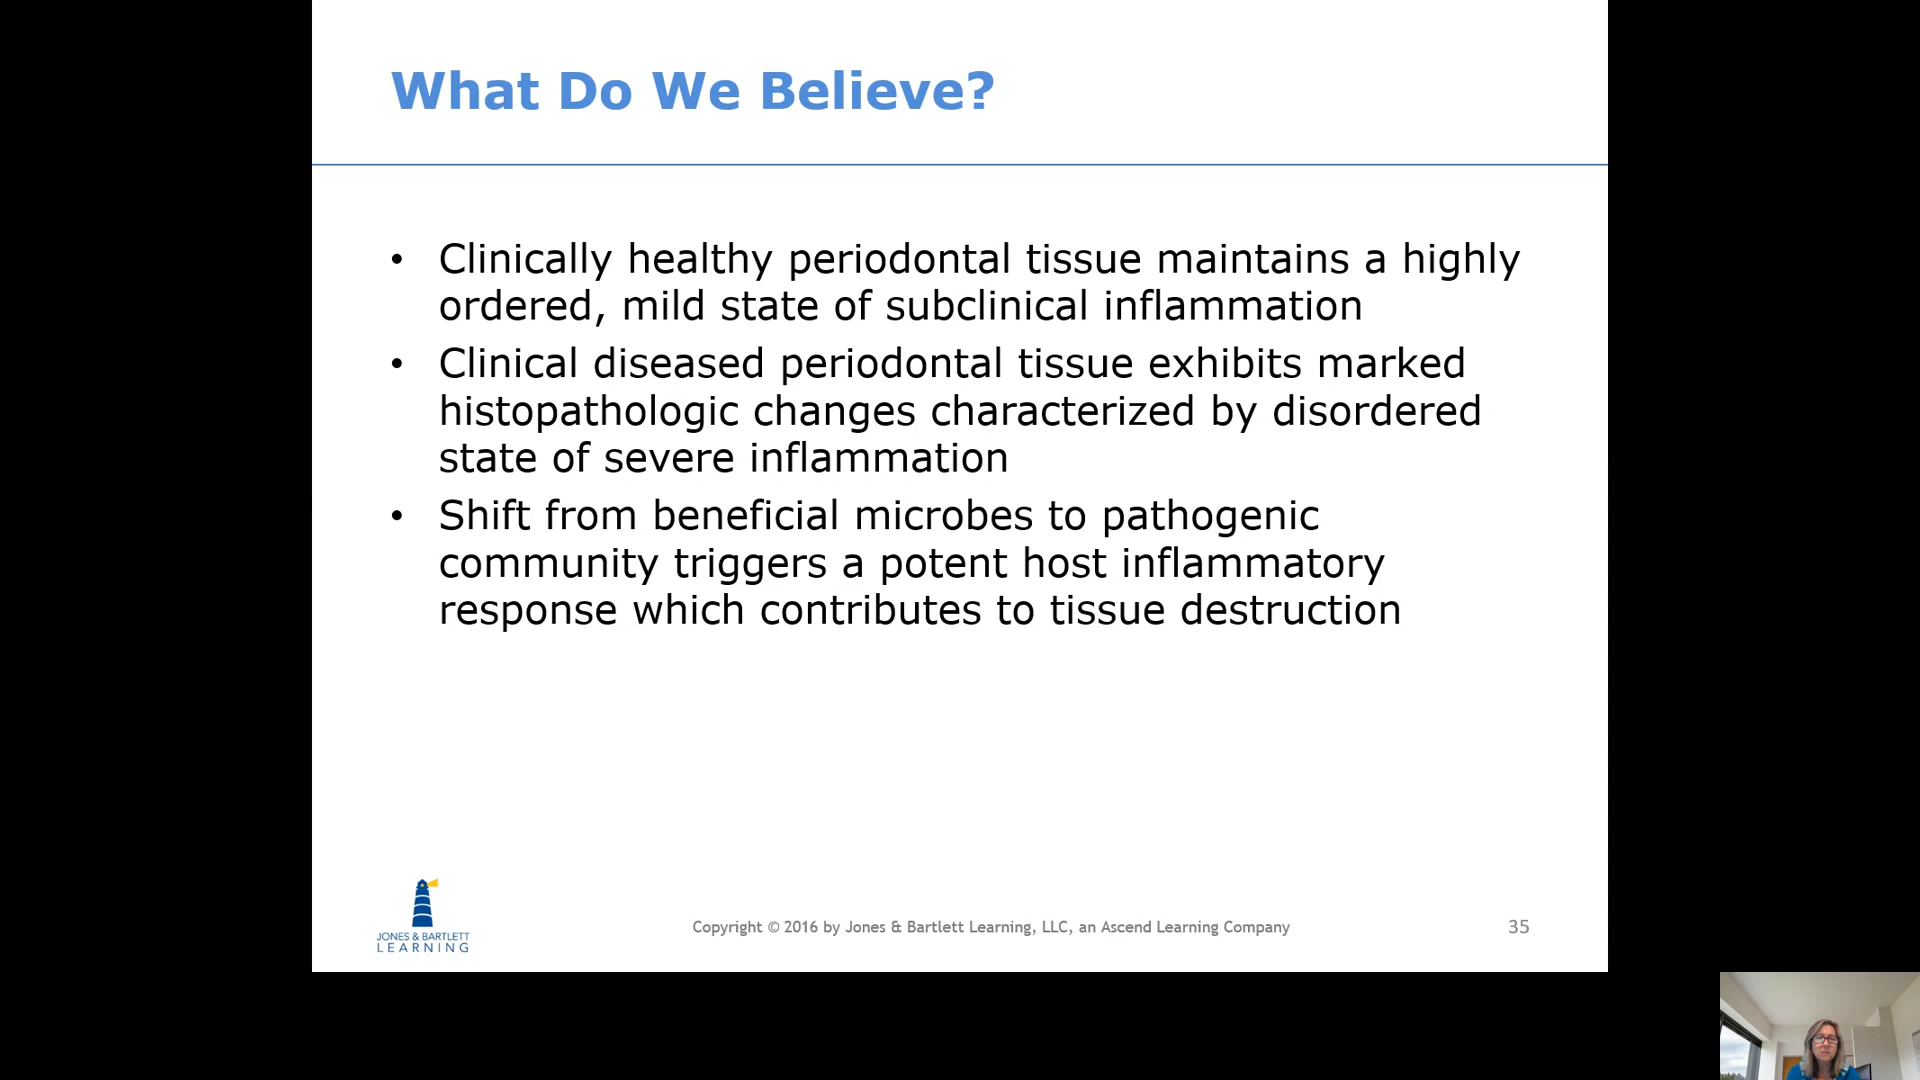 What Do We Believe?
• Clinically healthy periodontal tissue maintains a highly
ordered, mild state of subclinical inflammation
• Clinical diseased periodontal tissue exhibits marked
histopathologic changes characterized by disordered
state of severe inflammation
• Shift from beneficial microbes to pathogenic
community triggers a potent host inflammatory
response which contributes to tissue destruction
JONES & BARTLETT
LEARNING
Copyright © 2016 by Jones & Bartlett Learning, LLC, an Ascend Learning Company
35